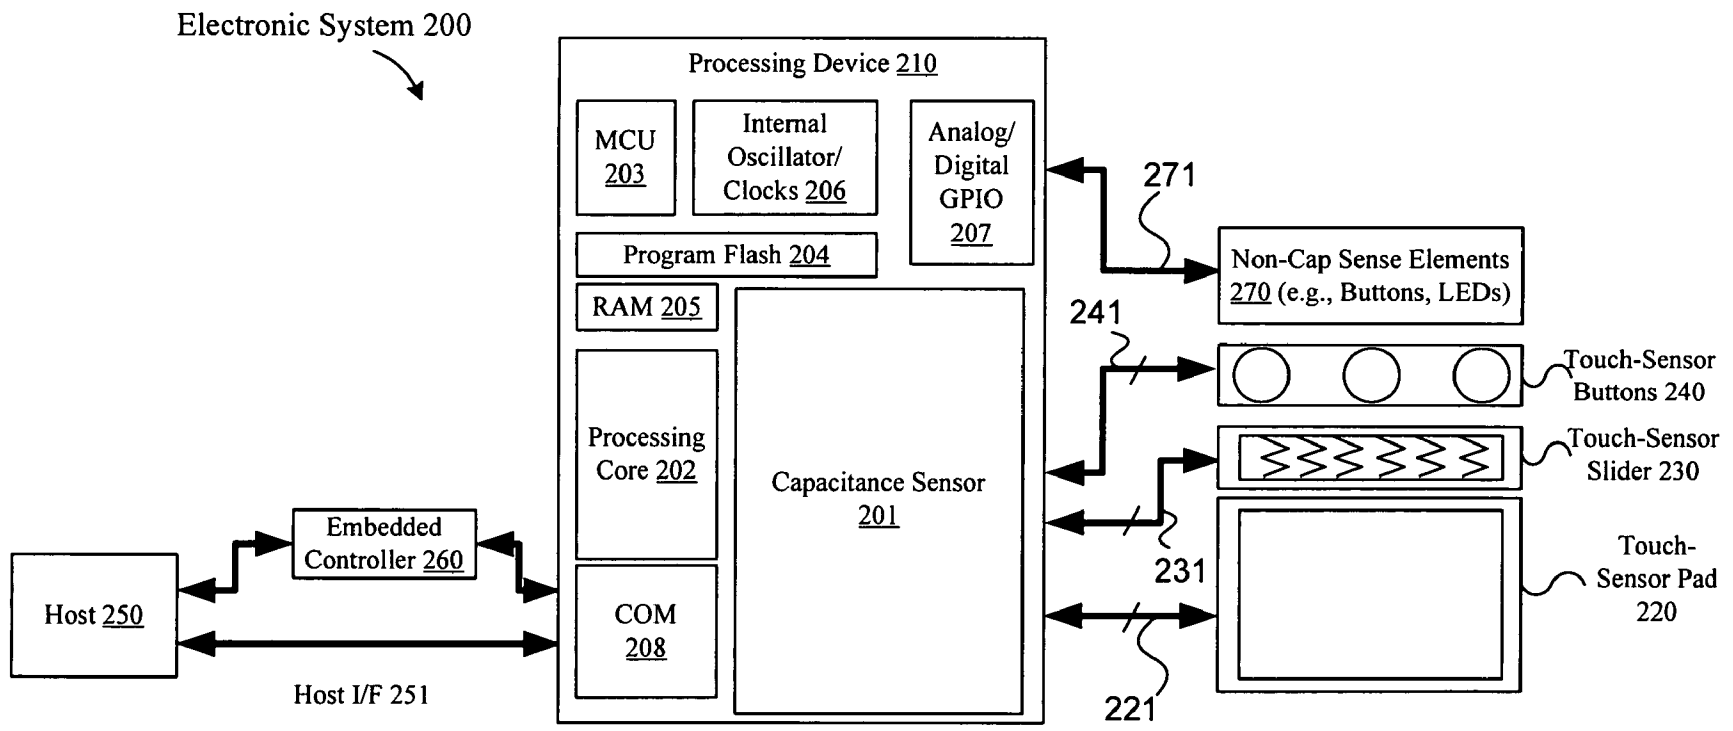 Electronic System 200
Processing Device 210
MCU
203
Internal
Oscillator/
Clocks 206
Analog/
Digital
GPIO
207
Program Flash 204
RAM 205
Processing
Core 202
COM
208
Capacitance Sensor
201
Embedded
Controller 260
Host 250
Host I/F 251
271
241
231
221
Non-Cap Sense Elements
270 (e.g., Buttons, LEDs)
Touch-Sensor
Buttons 240
Touch-Sensor
Slider 230
Touch-
Sensor Pad
220